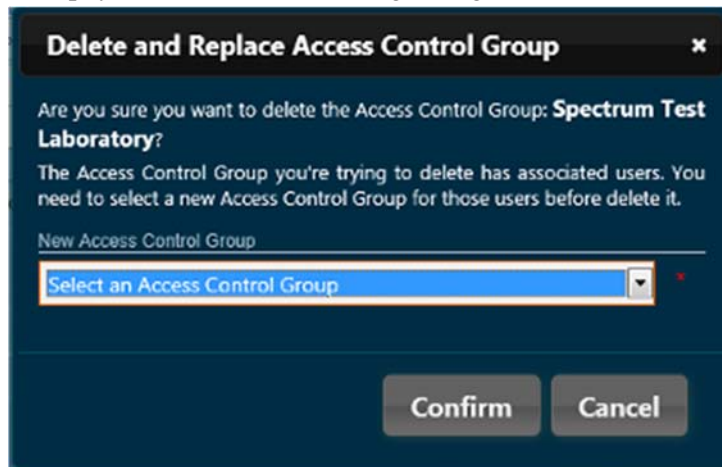 Delete and Replace Access Control Group
Are you sure you want to delete the Access Control Group: Spectrum Test
Laboratory?
The Access Control Group you're trying to delete has associated users. You
need to select a new Access Control Group for those users before delete it.
New Access Control Group
Select an Access Control Group
*
Confirm
Cancel